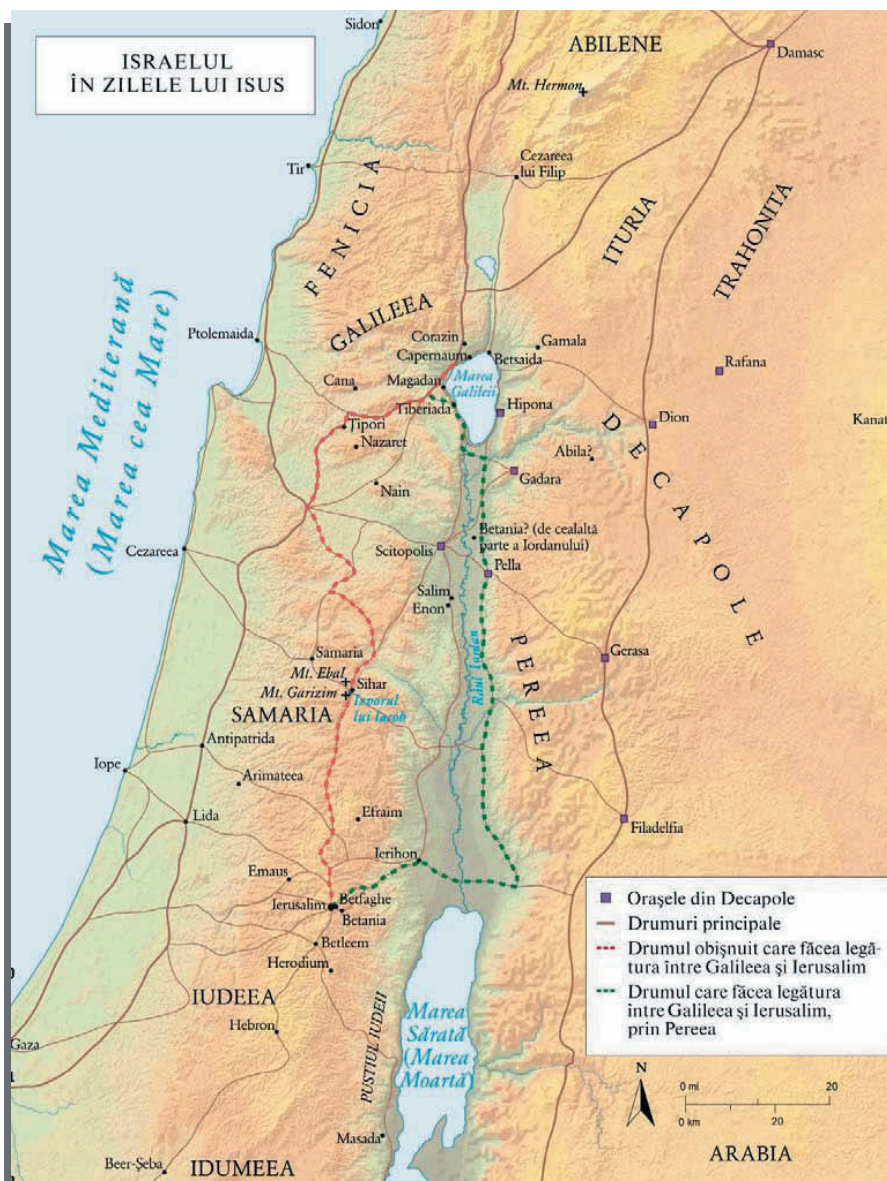 ISRAELUL
ÎN ZILELE LUI ISUS
Sidon
ABILENE
Damasc
Mt. Hermon
Tir
Cezareea
lui Filip
FENICIA
ITURIA
TRAHONITA
Marea Mediterană
(Marea cea Mare)
GALILEEA
Ptolemaida
Corazin
Capernaum
Betsaida
Gamala
Rafana
Cana
Magadan
Marea
Galileii
Tiberiada
Hipona
Dion
Kanat
Țipori
Nazaret
Abila?
Gadara
DECAPOLE
Nain
Betania? (de cealaltă
parte a Iordanului)
Cezareea
Scitopolis
Pella
Salim
Enon
PEREEA
Râul Iordan
Samaria
Gerasa
Mt. Ebal
Sihar
Mt. Garizim
Izvorul
lui Iacob
SAMARIA
Antipatrida
Iope
Arimateea
Lida
Efraim
Filadelfia
Ierihon
Emaus
Ierusalim
Betfaghe
Betania
Betleem
Herodium
IUDEEA
Hebron
Gaza
PUSTIUL IUDEII
Marea
Sărată
(Marea
Moartă)
Masada
Beer-Șeba
IDUMEEA
ARABIA
Orașele din Decapole
Drumuri principale
Drumul obișnuit care făcea legă-
tura între Galileea și Ierusalim
Drumul care făcea legătura
între Galileea și Ierusalim,
prin Pereea
N
0 mi
20
0 km
20